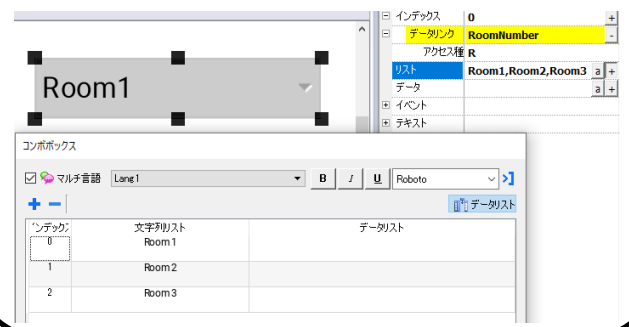 インデックス 0 +
データリンク RoomNumber -
アクセス種 R
リスト Room1,Room2,Room3 a +
データ a +
イベント
テキスト
Room1
コンボボックス
マルチ言語 Lang1 B I U Roboto
データリスト
インデックス 文字列リスト データリスト
0 Room1
1 Room2
2 Room3